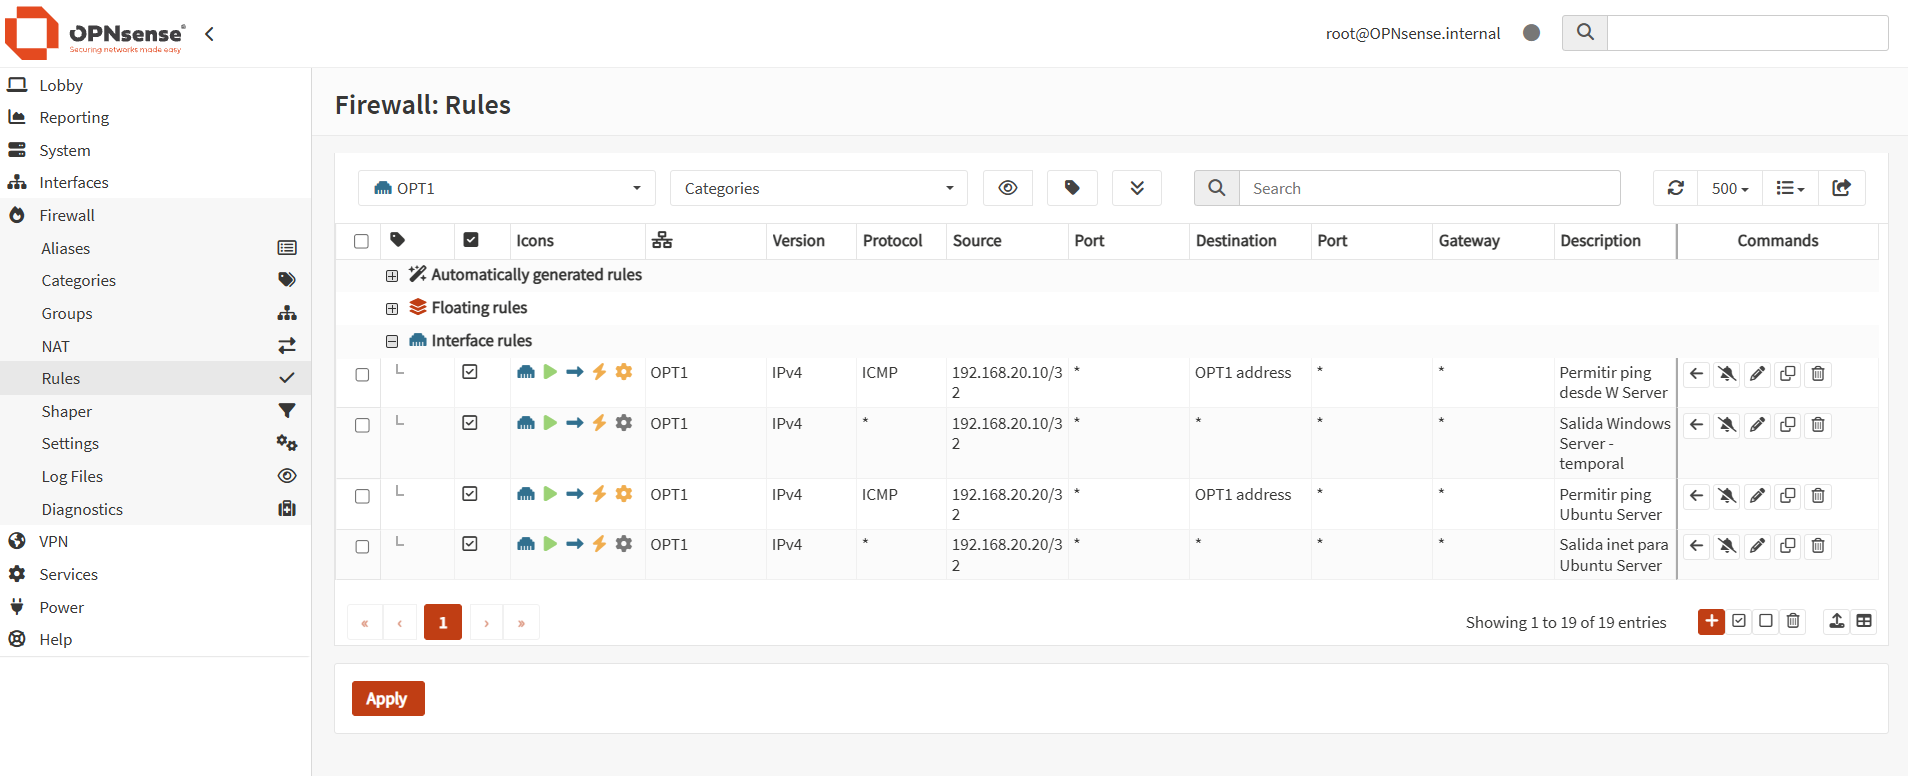 OPNsense®
Securing networks made easy
root@OPNsense.internal
Lobby
Reporting
System
Interfaces
Firewall
Aliases
Categories
Groups
NAT
Rules
Shaper
Settings
Log Files
Diagnostics
VPN
Services
Power
Help
Firewall: Rules
OPT1
Categories
Search
500
Icons Version Protocol Source Port Destination Port Gateway Description Commands
Automatically generated rules
Floating rules
Interface rules
OPT1 IPv4 ICMP 192.168.20.10/3 * OPT1 address * * Permitir ping
2 desde W Server
OPT1 IPv4 * 192.168.20.10/3 * * * * Salida Windows
2 Server -
temporal
OPT1 IPv4 ICMP 192.168.20.20/3 * OPT1 address * * Permitir ping
2 Ubuntu Server
OPT1 IPv4 * 192.168.20.20/3 * * * * Salida inet para
2 Ubuntu Server
« ‹ 1 › »
Showing 1 to 19 of 19 entries
Apply